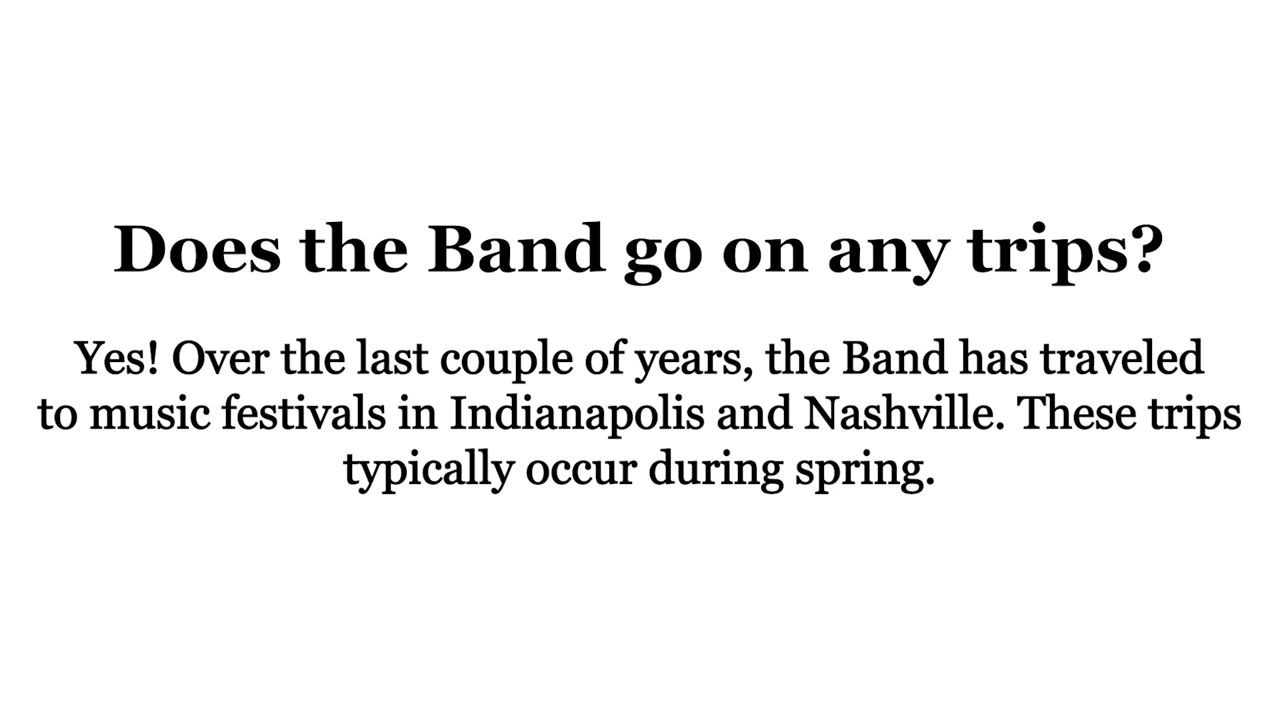 Does the Band go on any trips?
Yes! Over the last couple of years, the Band has traveled
to music festivals in Indianapolis and Nashville. These trips
typically occur during spring.